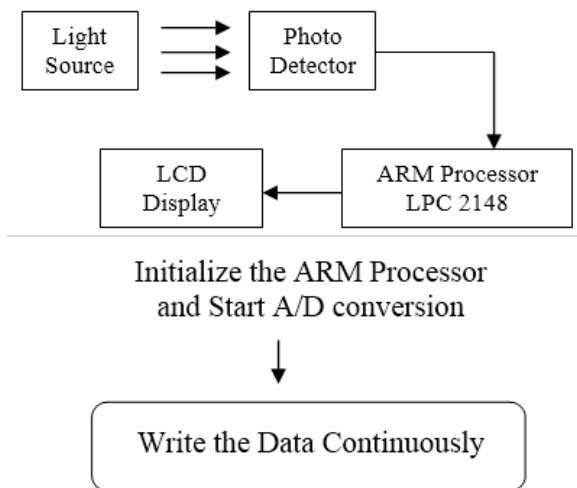 Light
Source
Photo
Detector
LCD
Display
ARM Processor
LPC 2148
Initialize the ARM Processor
and Start A/D conversion
Write the Data Continuously